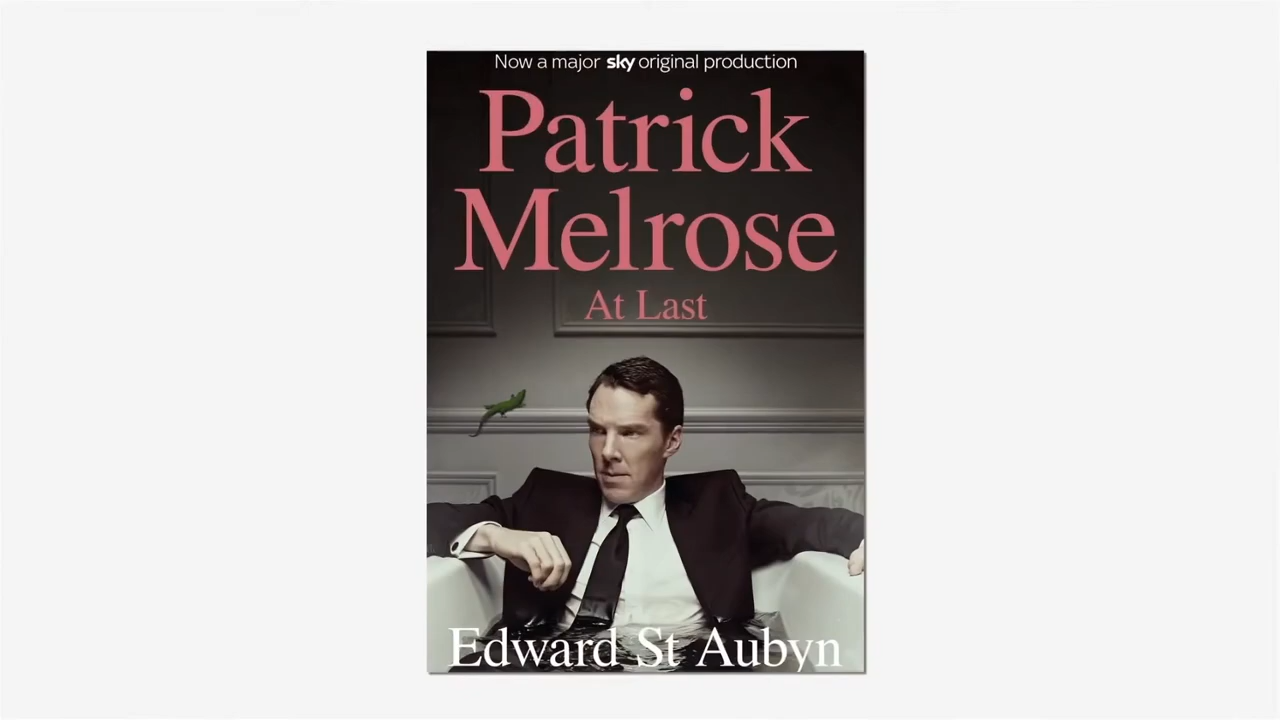 Now a major sky original production
Patrick
Melrose
At Last
Edward St Aubyn